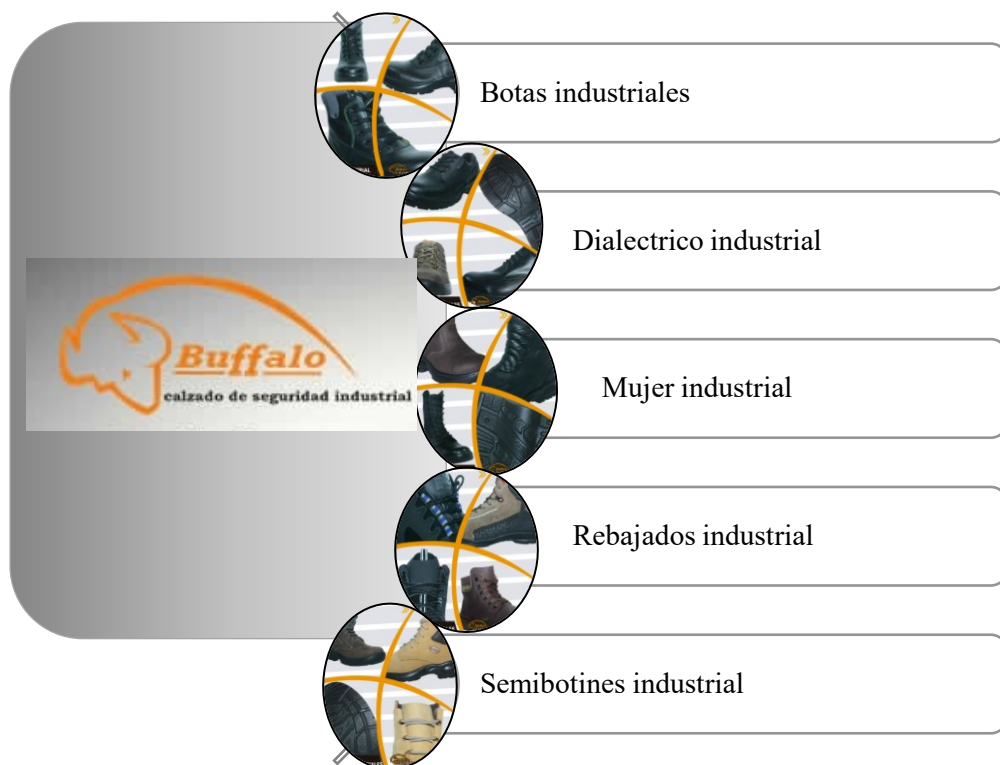 Botas industriales
Dialectrico industrial
Buffalo
calzado de seguridad industrial
Mujer industrial
Rebajados industrial
Semibotines industrial